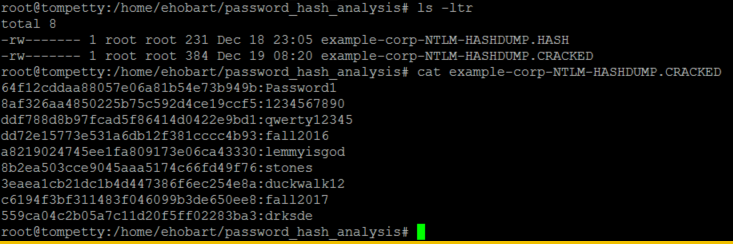 root@tompetty:/home/ehobart/password_hash_analysis# ls -ltr
total 8
-rw------- 1 root root 231 Dec 18 23:05 example-corp-NTLM-HASHDUMP.HASH
-rw------- 1 root root 384 Dec 19 08:20 example-corp-NTLM-HASHDUMP.CRACKED
root@tompetty:/home/ehobart/password_hash_analysis# cat example-corp-NTLM-HASHDUMP.CRACKED
64f12cddaa88057e06a81b54e73b949b:Password1
8af326aa4850225b75c592d4ce19ccf5:1234567890
ddf788d8b97fcad5f86414d0422e9bd1:qwerty12345
dd72e15773e531a6db12f381cccc4b93:fall2016
a8219024745ee1fa809173e06ca43330:lemmyisgod
8b2ea503cce9045aaa5174c66fd49f76:stones
3eaea1cb21dc1b4d447386f6ec254e8a:duckwalk12
c6194f3bf311483f046099b3de650ee8:fall2017
559ca04c2b05a7c11d20f5ff02283ba3:drksde
root@tompetty:/home/ehobart/password_hash_analysis#